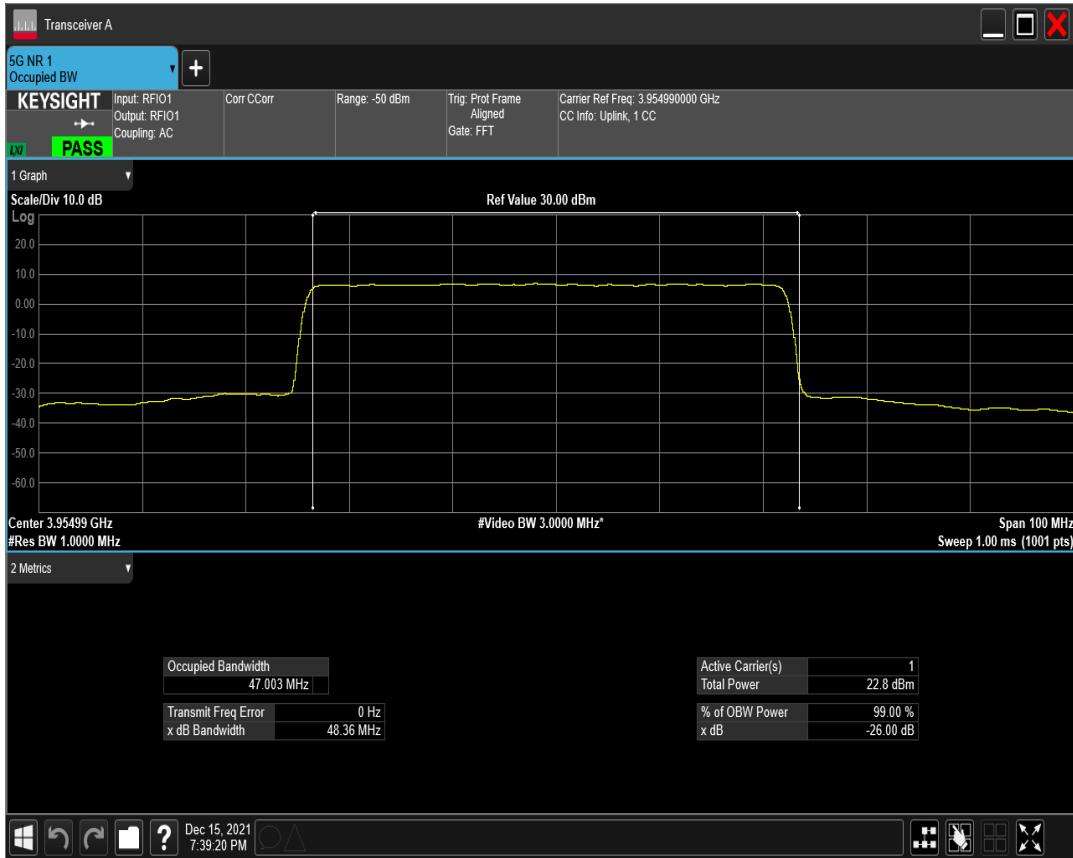 Transceiver A
5G NR 1
Occupied BW
KEYSIGHT
LXI
PASS
Input: RFIO1
Output: RFIO1
Coupling: AC
Corr CCorr
Range: -50 dBm
Trig: Prot Frame
Aligned
Gate: FFT
Carrier Ref Freq: 3.954990000 GHz
CC Info: Uplink, 1 CC
1 Graph
Scale/Div 10.0 dB
Ref Value 30.00 dBm
Log
20.0
10.0
0.00
-10.0
-20.0
-30.0
-40.0
-50.0
-60.0
Center 3.95499 GHz
#Video BW 3.0000 MHz*
Span 100 MHz
#Res BW 1.0000 MHz
Sweep 1.00 ms (1001 pts)
2 Metrics
Occupied Bandwidth
47.003 MHz
Transmit Freq Error 0 Hz
x dB Bandwidth 48.36 MHz
Active Carrier(s) 1
Total Power 22.8 dBm
% of OBW Power 99.00 %
x dB -26.00 dB
?
Dec 15, 2021
7:39:20 PM